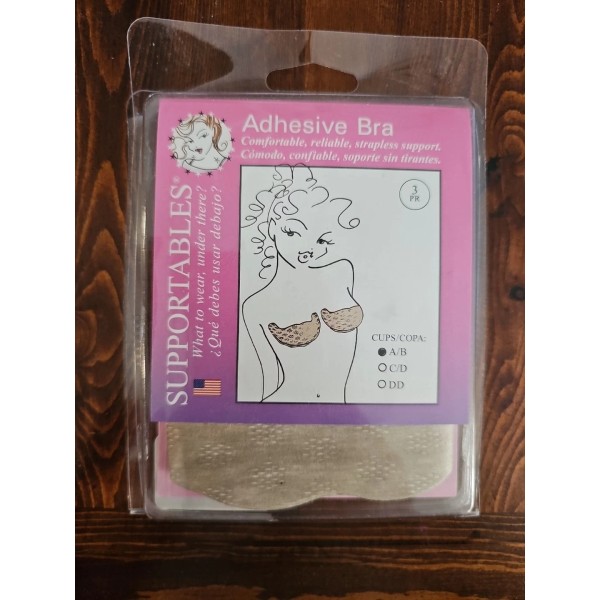 Adhesive Bra
Comfortable, reliable, strapless support.
Cómodo, confiable, soporte sin tirantes.
SUPPORTABLES®
What to wear, under there?
¿Qué debes usar debajo?
3
PR
CUPS/COPA:
A/B
C/D
DD